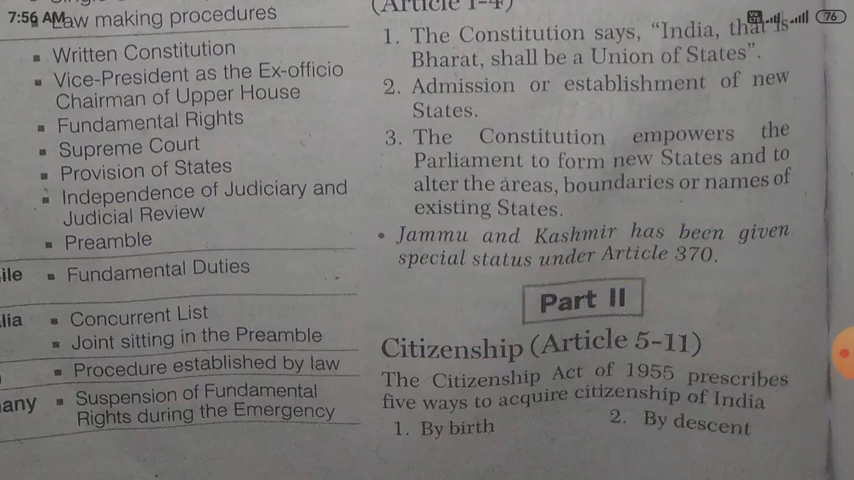 7:56 AM
76
Law making procedures
Written Constitution
Vice-President as the Ex-officio
Chairman of Upper House
Fundamental Rights
Supreme Court
Provision of States
Independence of Judiciary and
Judicial Review
Preamble
ile
Fundamental Duties
lia
Concurrent List
Joint sitting in the Preamble
Procedure established by law
any
Suspension of Fundamental
Rights during the Emergency
(Article 1-4)
1. The Constitution says, “India, that is
Bharat, shall be a Union of States”.
2. Admission or establishment of new
States.
3. The Constitution empowers the
Parliament to form new States and to
alter the areas, boundaries or names of
existing States.
• Jammu and Kashmir has been given
special status under Article 370.
Part II
Citizenship (Article 5-11)
The Citizenship Act of 1955 prescribes
five ways to acquire citizenship of India
1. By birth 2. By descent